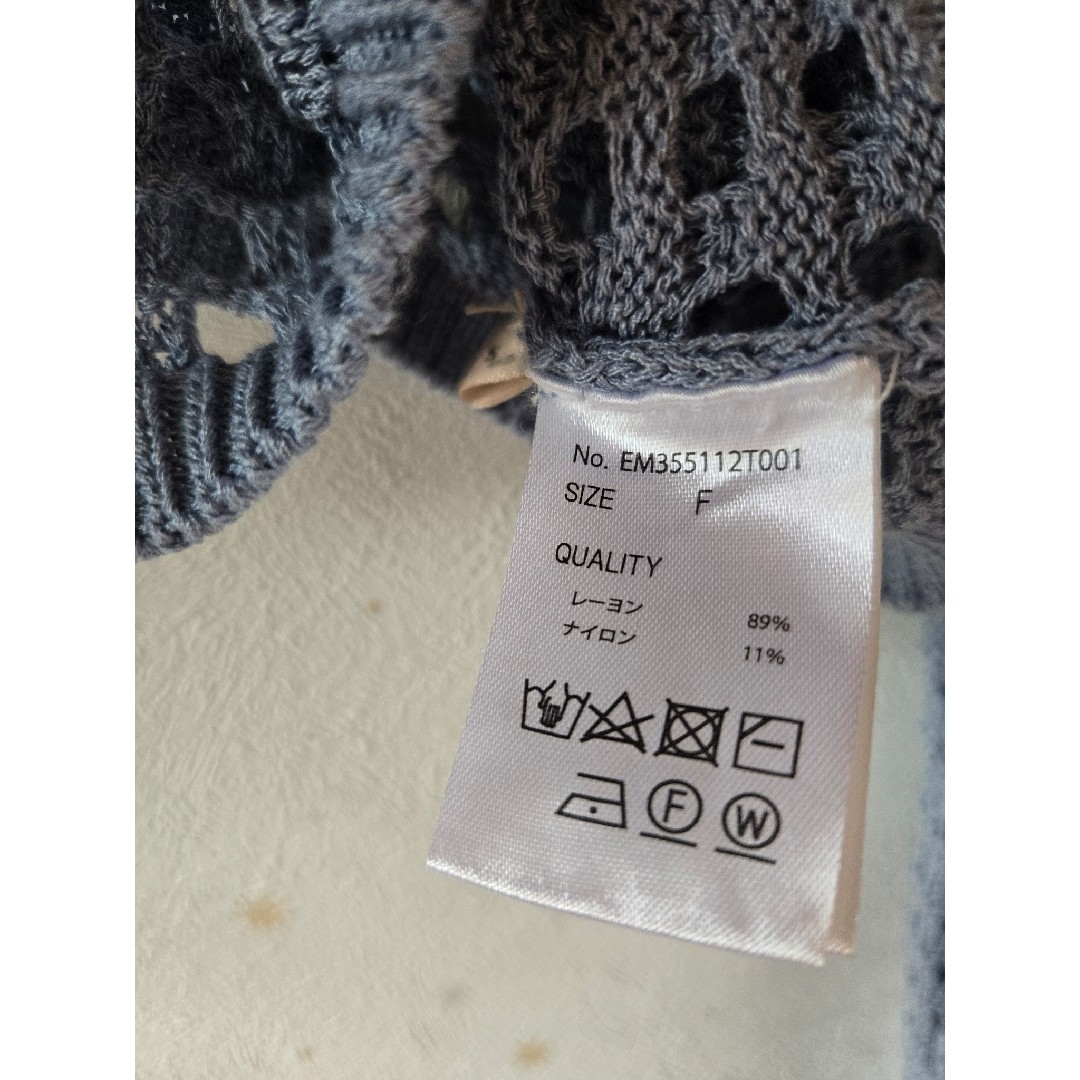 No. EM355112T001
SIZE F
QUALITY
レーヨン 89%
ナイロン 11%
F W